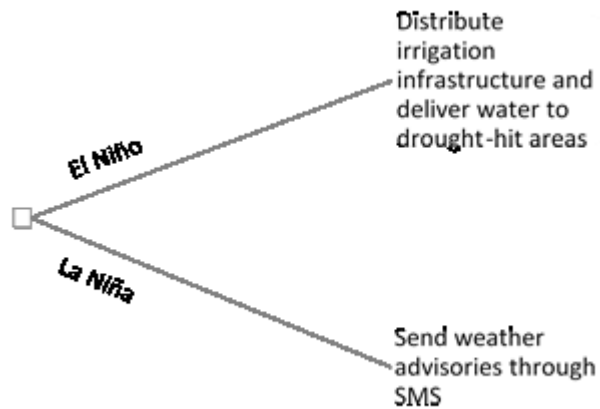 Distribute
irrigation
infrastructure and
deliver water to
drought-hit areas
El Niño
La Niña
Send weather
advisories through
SMS